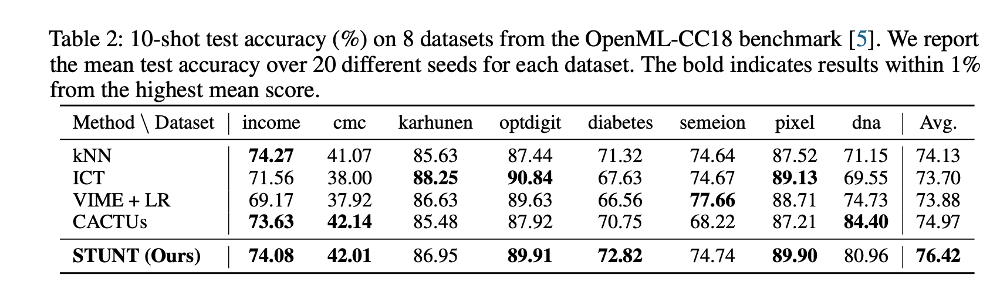 Table 2: 10-shot test accuracy (%) on 8 datasets from the OpenML-CC18 benchmark [5]. We report
the mean test accuracy over 20 different seeds for each dataset. The bold indicates results within 1%
from the highest mean score.
Method \ Dataset income cmc karhunen optdigit diabetes semeion pixel dna Avg.
kNN 74.27 41.07 85.63 87.44 71.32 74.64 87.52 71.15 74.13
ICT 71.56 38.00 88.25 90.84 67.63 74.67 89.13 69.55 73.70
VIME + LR 69.17 37.92 86.63 89.63 66.56 77.66 88.71 74.73 73.88
CACTUs 73.63 42.14 85.48 87.92 70.75 68.22 87.21 84.40 74.97
STUNT (Ours) 74.08 42.01 86.95 89.91 72.82 74.74 89.90 80.96 76.42